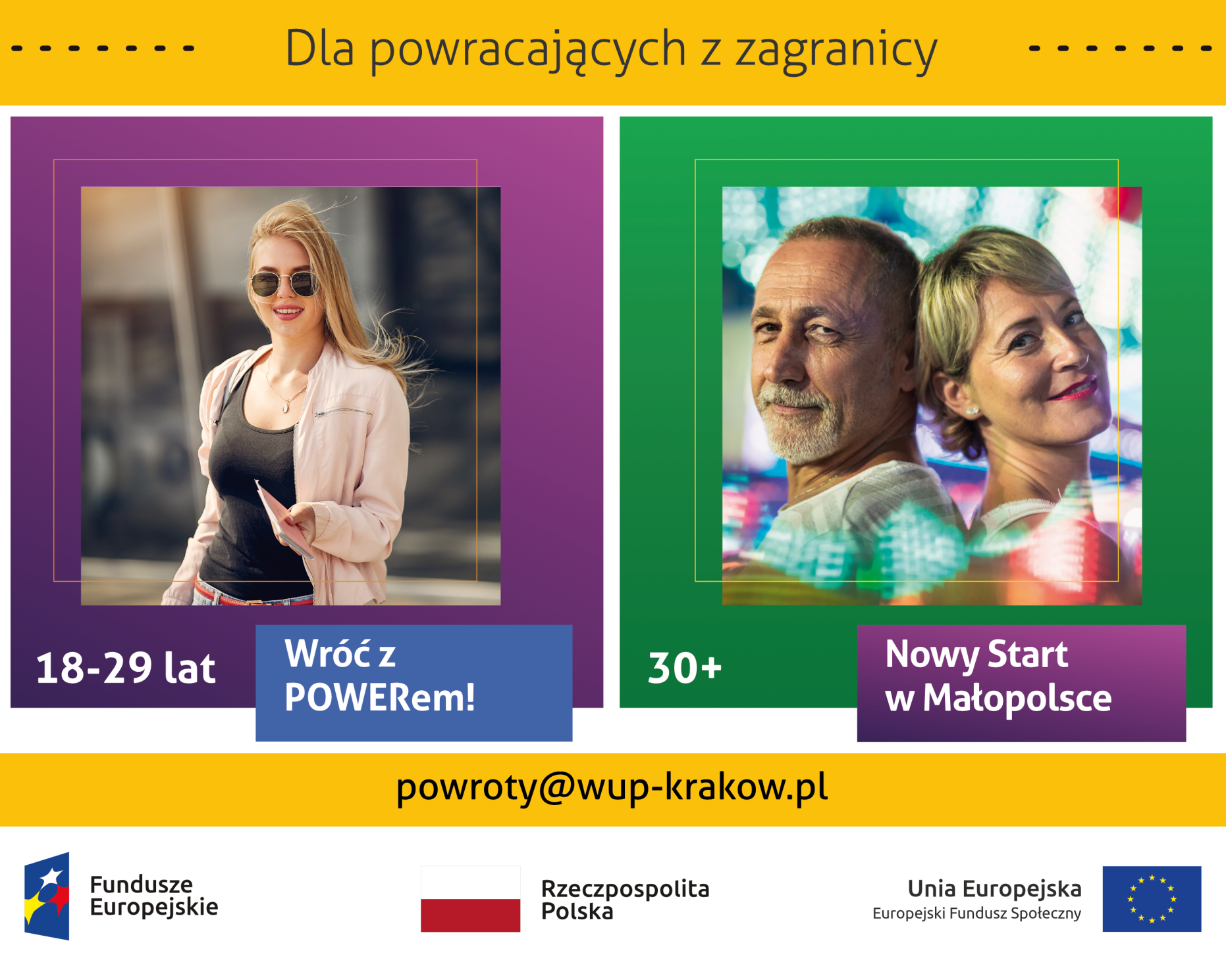 Dla powracających z zagranicy
18-29 lat
Wróć z
POWERem!
30+
Nowy Start
w Małopolsce
powroty@wup-krakow.pl
Fundusze
Europejskie
Rzeczpospolita
Polska
Unia Europejska
Europejski Fundusz Społeczny